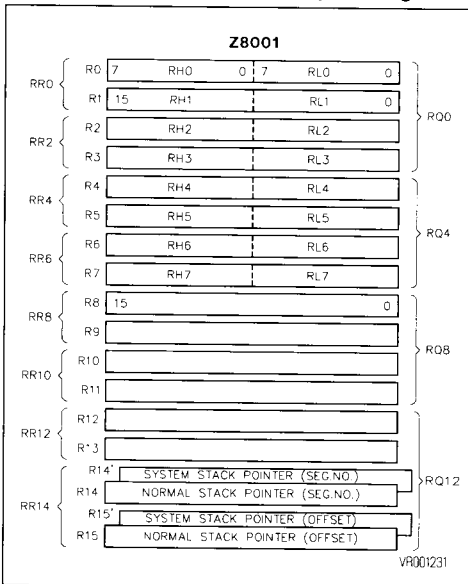 Z8001
RR0 R0 7 RH0 0 7 RL0 0 RQ0
R1 15 RH1 RL1 0
RR2 R2 RH2 RL2
R3 RH3 RL3
RR4 R4 RH4 RL4 RQ4
R5 RH5 RL5
RR6 R6 RH6 RL6
R7 RH7 RL7
RR8 R8 15 0 RQ8
R9
RR10 R10
R11
RR12 R12 RQ12
R'3
RR14 R14' SYSTEM STACK POINTER (SEG.NO.)
R14 NORMAL STACK POINTER (SEG.NO.)
R15' SYSTEM STACK POINTER (OFFSET)
R15 NORMAL STACK POINTER (OFFSET)
VR001231